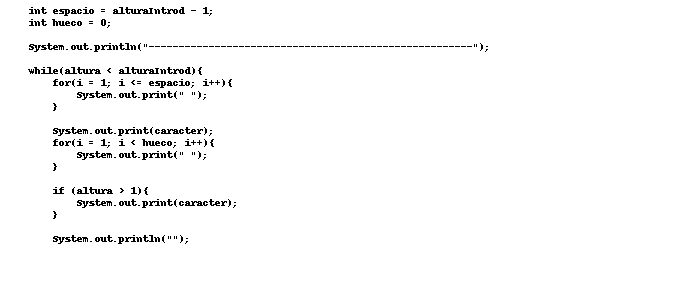 int espacio = alturaIntrod - 1;
int hueco = 0;
System.out.println("------------------------------------------------------");
while(altura < alturaIntrod){
for(i = 1; i <= espacio; i++){
System.out.print(" ");
}
System.out.print(caracter);
for(i = 1; i < hueco; i++){
System.out.print(" ");
}
if (altura > 1){
System.out.print(caracter);
}
System.out.println("");